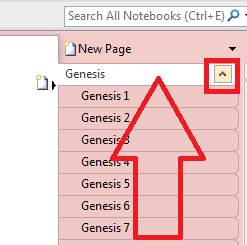 Search All Notebooks (Ctrl+E)
New Page
Genesis
Genesis 1
Genesis 2
Genesis 3
Genesis 4
Genesis 5
Genesis 6
Genesis 7